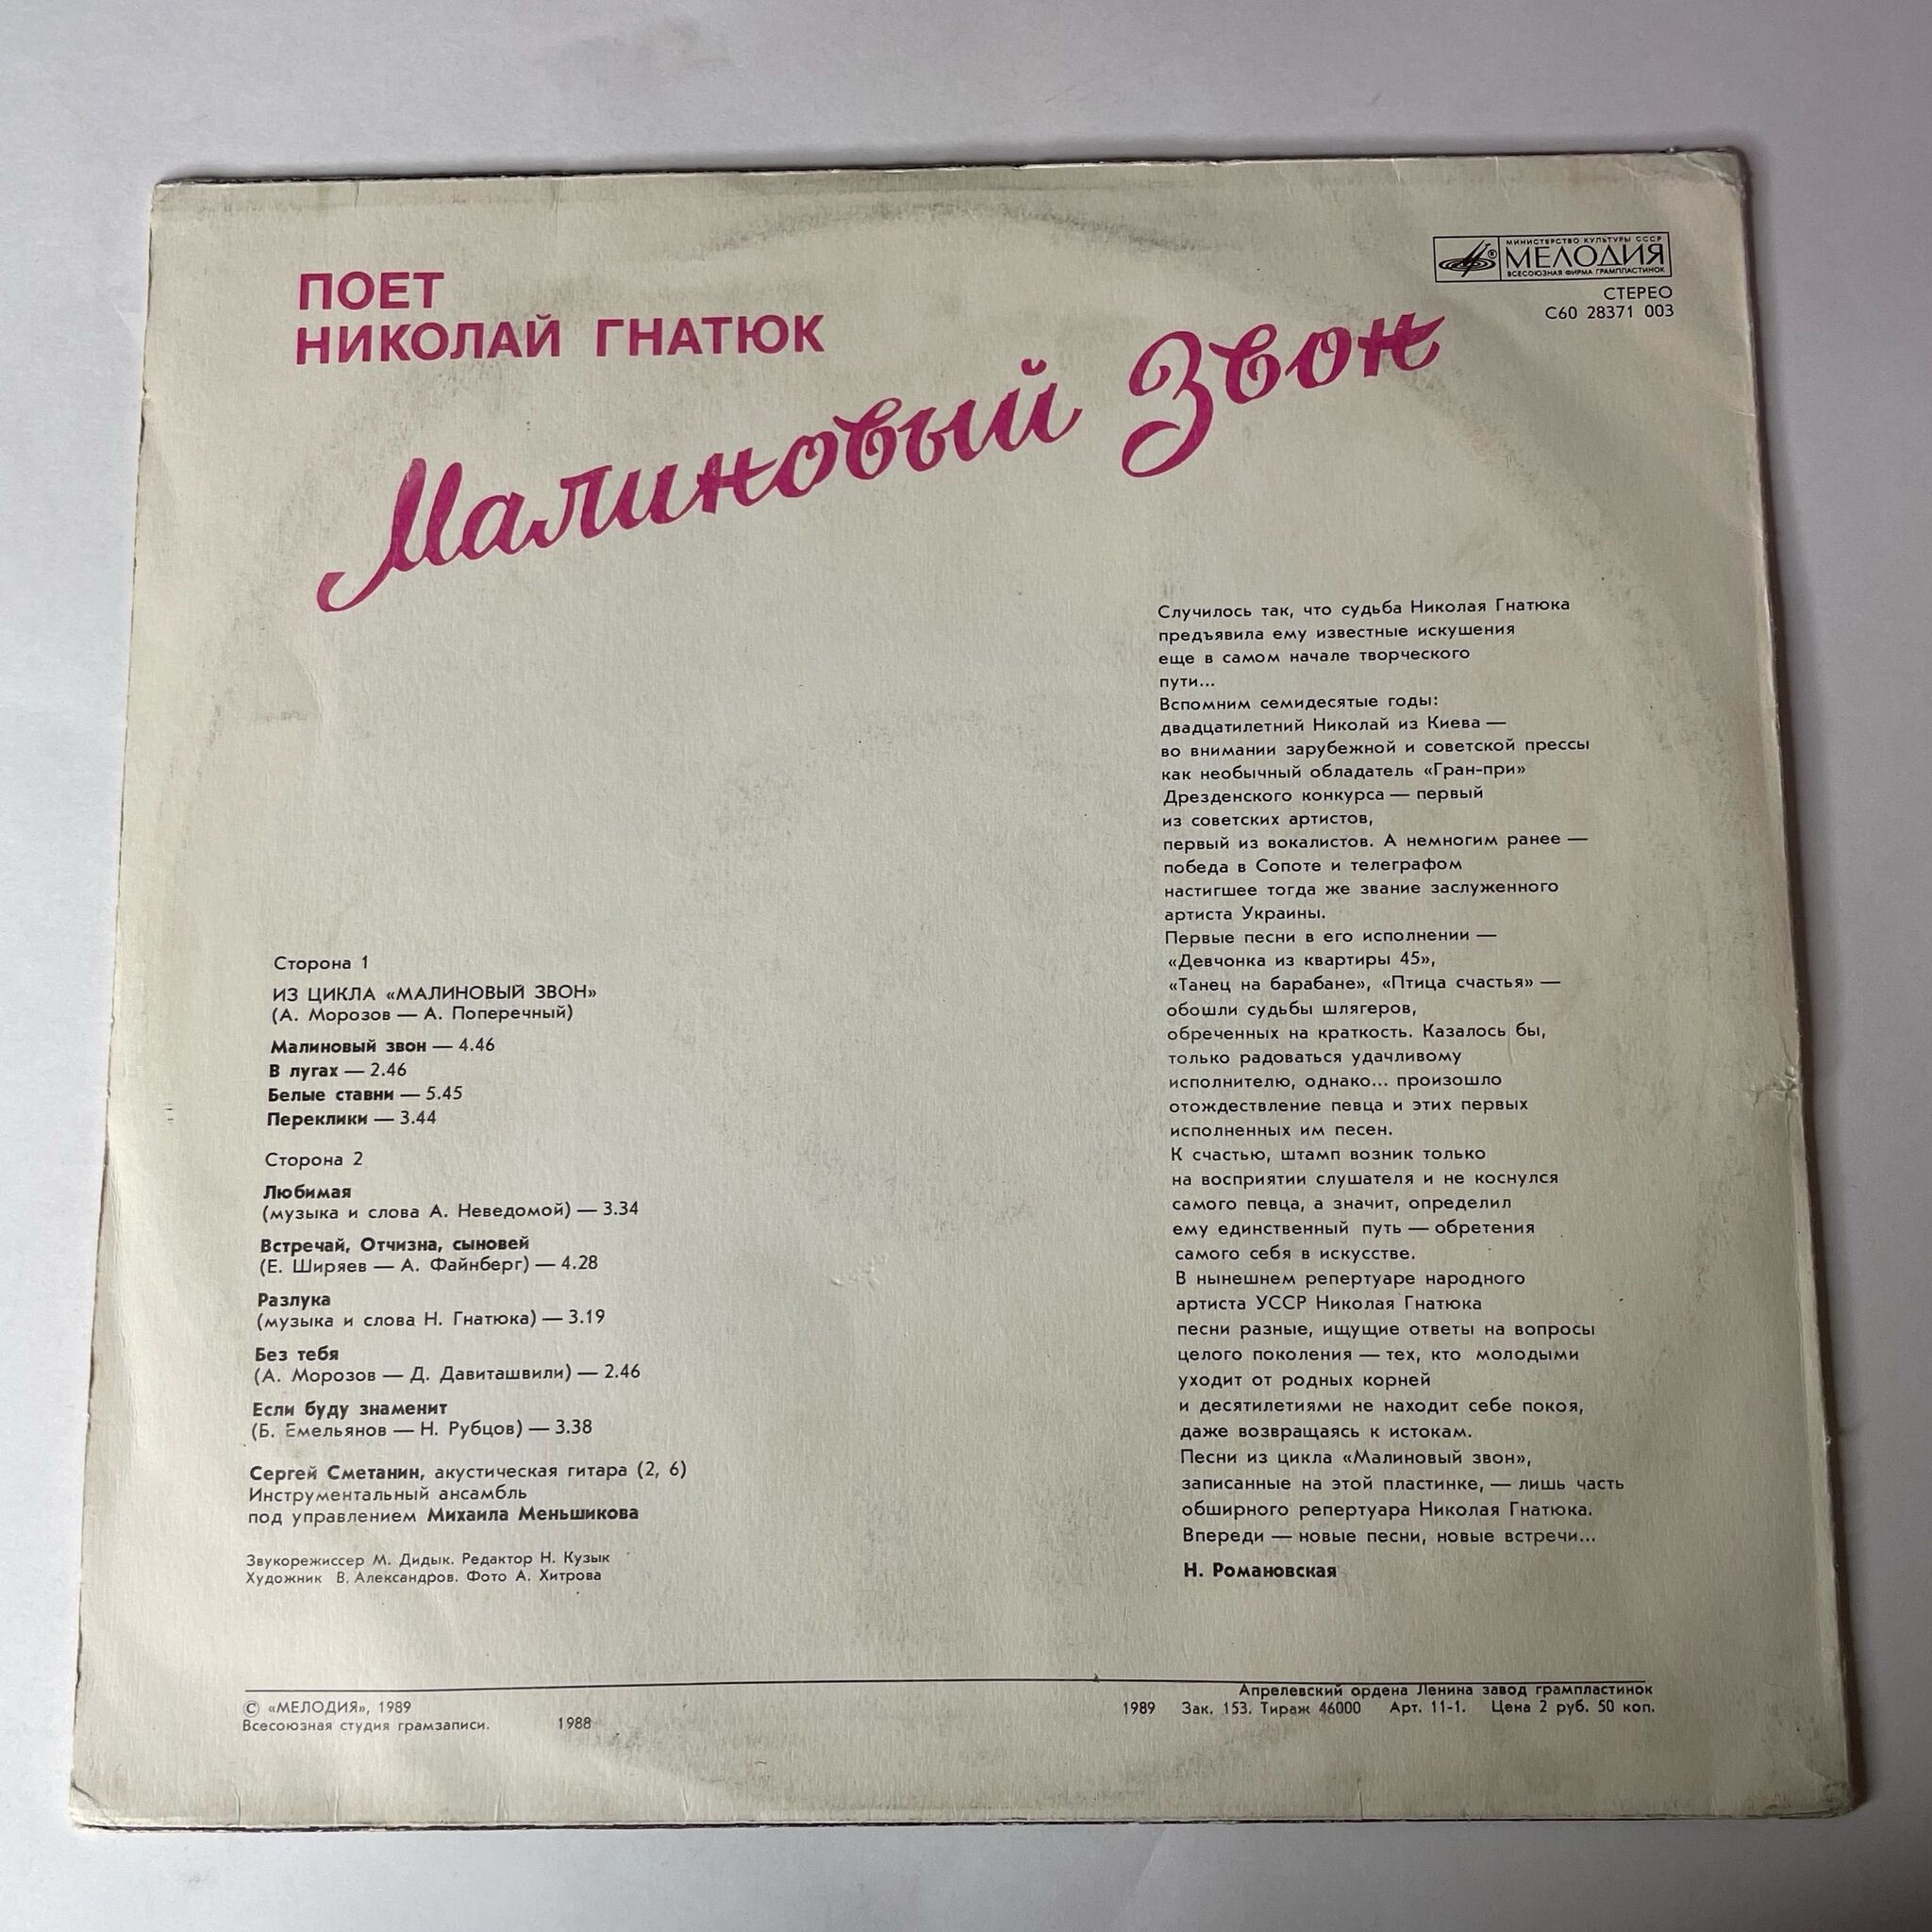 ПОЕТ
НИКОЛАЙ ГНАТЮК
Малиновый Звон
МИНИСТЕРСТВО КУЛЬТУРЫ СССР
МЕЛОДИЯ
ВСЕСОЮЗНАЯ ФИРМА ГРАМПЛАСТИНОК
СТЕРЕО
С60 28371 003
Сторона 1
ИЗ ЦИКЛА «МАЛИНОВЫЙ ЗВОН»
(А. Морозов — А. Поперечный)
Малиновый звон — 4.46
В лугах — 2.46
Белые ставни — 5.45
Переклики — 3.44
Сторона 2
Любимая
(музыка и слова А. Неведомой) — 3.34
Встречай, Отчизна, сыновей
(Е. Ширяев — А. Файнберг) — 4.28
Разлука
(музыка и слова Н. Гнатюка) — 3.19
Без тебя
(А. Морозов — Д. Давиташвили) — 2.46
Если буду знаменит
(Б. Емельянов — Н. Рубцов) — 3.38
Сергей Сметанин, акустическая гитара (2, 6)
Инструментальный ансамбль
под управлением Михаила Меньшикова
Звукорежиссер М. Дидык. Редактор Н. Кузык
Художник В. Александров. Фото А. Хитрова
Случилось так, что судьба Николая Гнатюка
предъявила ему известные искушения
еще в самом начале творческого
пути...
Вспомним семидесятые годы:
двадцатилетний Николай из Киева —
во внимании зарубежной и советской прессы
как необычный обладатель «Гран-при»
Дрезденского конкурса — первый
из советских артистов,
первый из вокалистов. А немногим ранее —
победа в Сопоте и телеграфом
настигшее тогда же звание заслуженного
артиста Украины.
Первые песни в его исполнении —
«Девчонка из квартиры 45»,
«Танец на барабане», «Птица счастья» —
обошли судьбы шлягеров,
обреченных на краткость. Казалось бы,
только радоваться удачливому
исполнителю, однако... произошло
отождествление певца и этих первых
исполненных им песен.
К счастью, штамп возник только
на восприятии слушателя и не коснулся
самого певца, а значит, определил
ему единственный путь — обретения
самого себя в искусстве.
В нынешнем репертуаре народного
артиста УССР Николая Гнатюка
песни разные, ищущие ответы на вопросы
целого поколения — тех, кто молодыми
уходит от родных корней
и десятилетиями не находит себе покоя,
даже возвращаясь к истокам.
Песни из цикла «Малиновый звон»,
записанные на этой пластинке, — лишь часть
обширного репертуара Николая Гнатюка.
Впереди — новые песни, новые встречи...
Н. Романовская
© «МЕЛОДИЯ», 1989
Всесоюзная студия грамзаписи. 1988
Апрелевский ордена Ленина завод грампластинок
1989 Зак. 153. Тираж 46000 Арт. 11-1. Цена 2 руб. 50 коп.